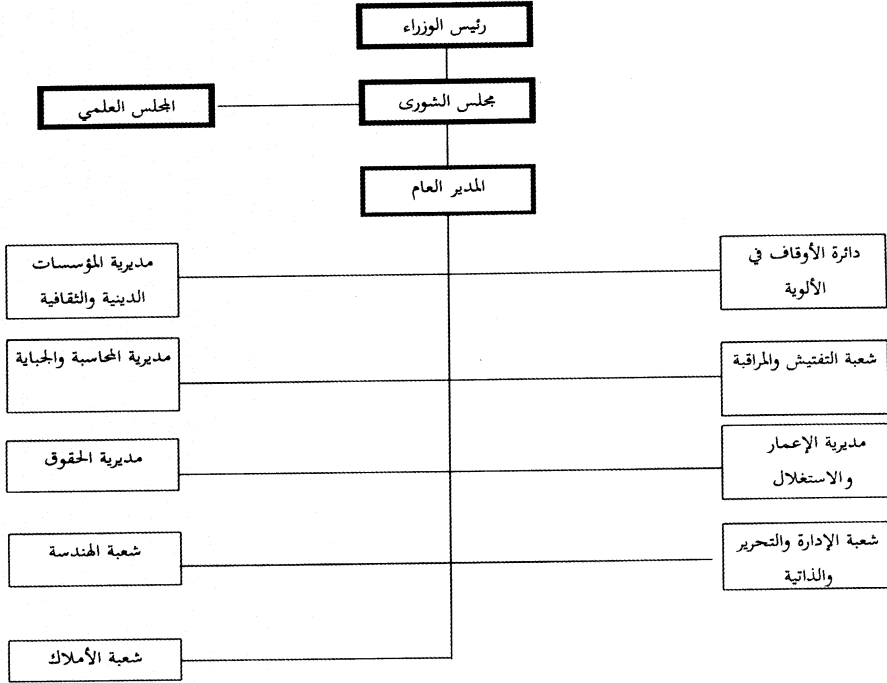 رئيس الوزراء
مجلس الشورى
المجلس العلمي
المدير العام
دائرة الأوقاف في
الألوية
مديرية المؤسسات
الدينية والثقافية
شعبة التفتيش والمراقبة
مديرية المحاسبة والجباية
مديرية الإعمار
والاستغلال
مديرية الحقوق
شعبة الإدارة والتحرير
والذاتية
شعبة الهندسة
شعبة الأملاك